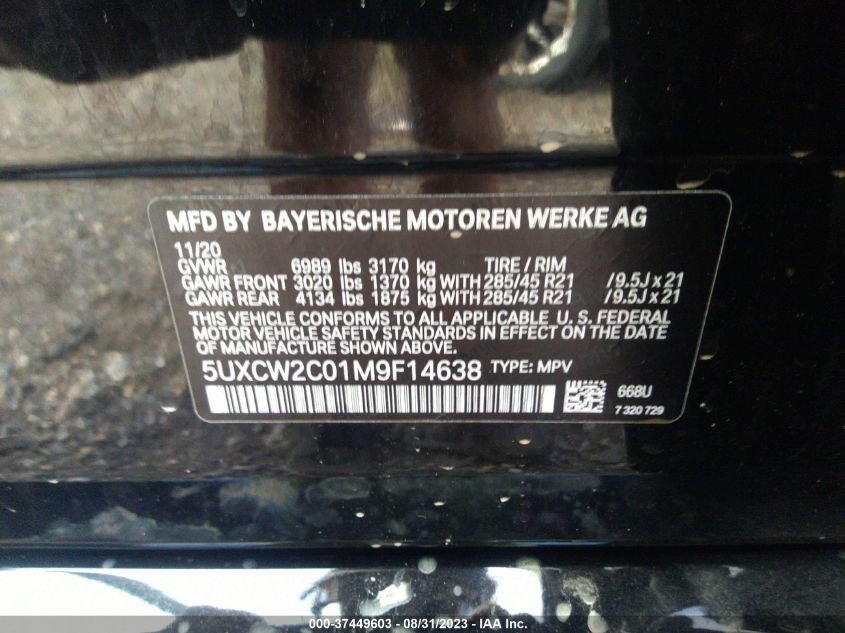 MFD BY BAYERISCHE MOTOREN WERKE AG
11/20
GVWR 6989 lbs 3170 kg TIRE / RIM
GAWR FRONT 3020 lbs 1370 kg WITH 285/45 R21 /9.5J x 21
GAWR REAR 4134 lbs 1875 kg WITH 285/45 R21 /9.5J x 21
THIS VEHICLE CONFORMS TO ALL APPLICABLE U. S. FEDERAL
MOTOR VEHICLE SAFETY STANDARDS IN EFFECT ON THE DATE
OF MANUFACTURE SHOWN ABOVE.
5UXCW2C01M9F14638 TYPE: MPV
668U
7 320 729
000-37449603 - 08/31/2023 - IAA Inc.